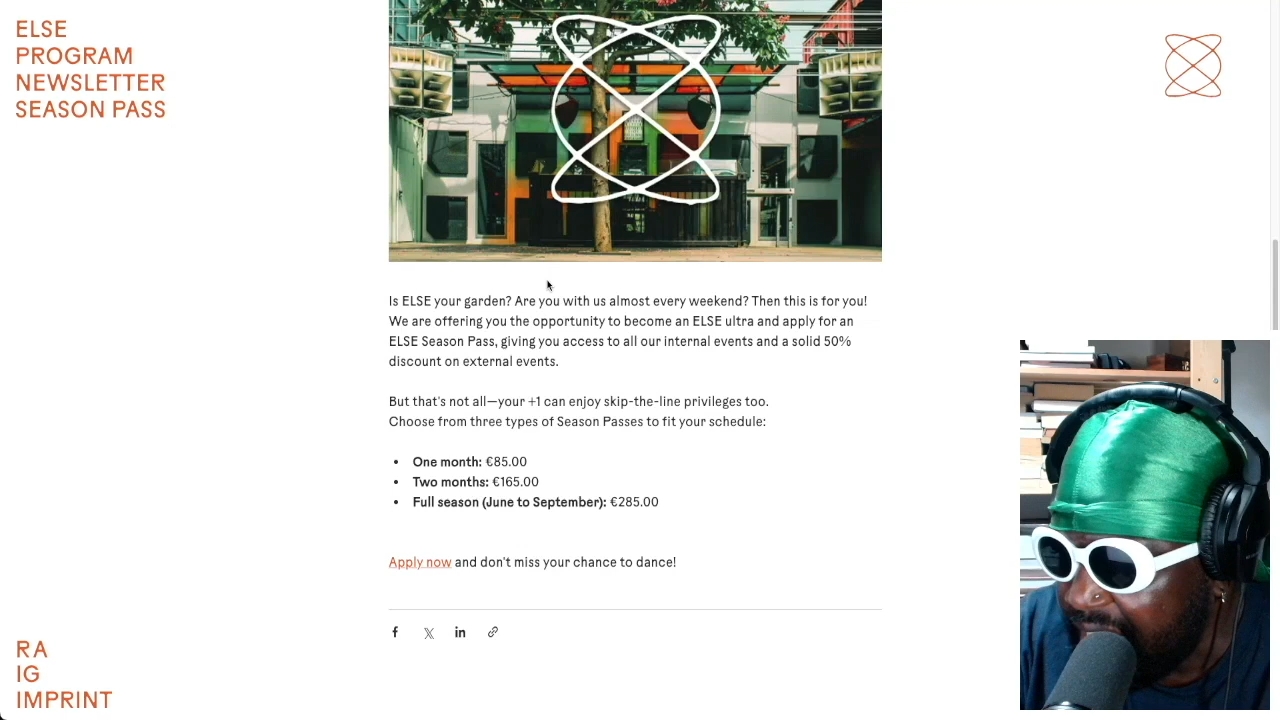 ELSE
PROGRAM
NEWSLETTER
SEASON PASS
Is ELSE your garden? Are you with us almost every weekend? Then this is for you!
We are offering you the opportunity to become an ELSE ultra and apply for an
ELSE Season Pass, giving you access to all our internal events and a solid 50%
discount on external events.
But that's not all—your +1 can enjoy skip-the-line privileges too.
Choose from three types of Season Passes to fit your schedule:
• One month: €85.00
• Two months: €165.00
• Full season (June to September): €285.00
Apply now and don't miss your chance to dance!
RA
IG
IMPRINT